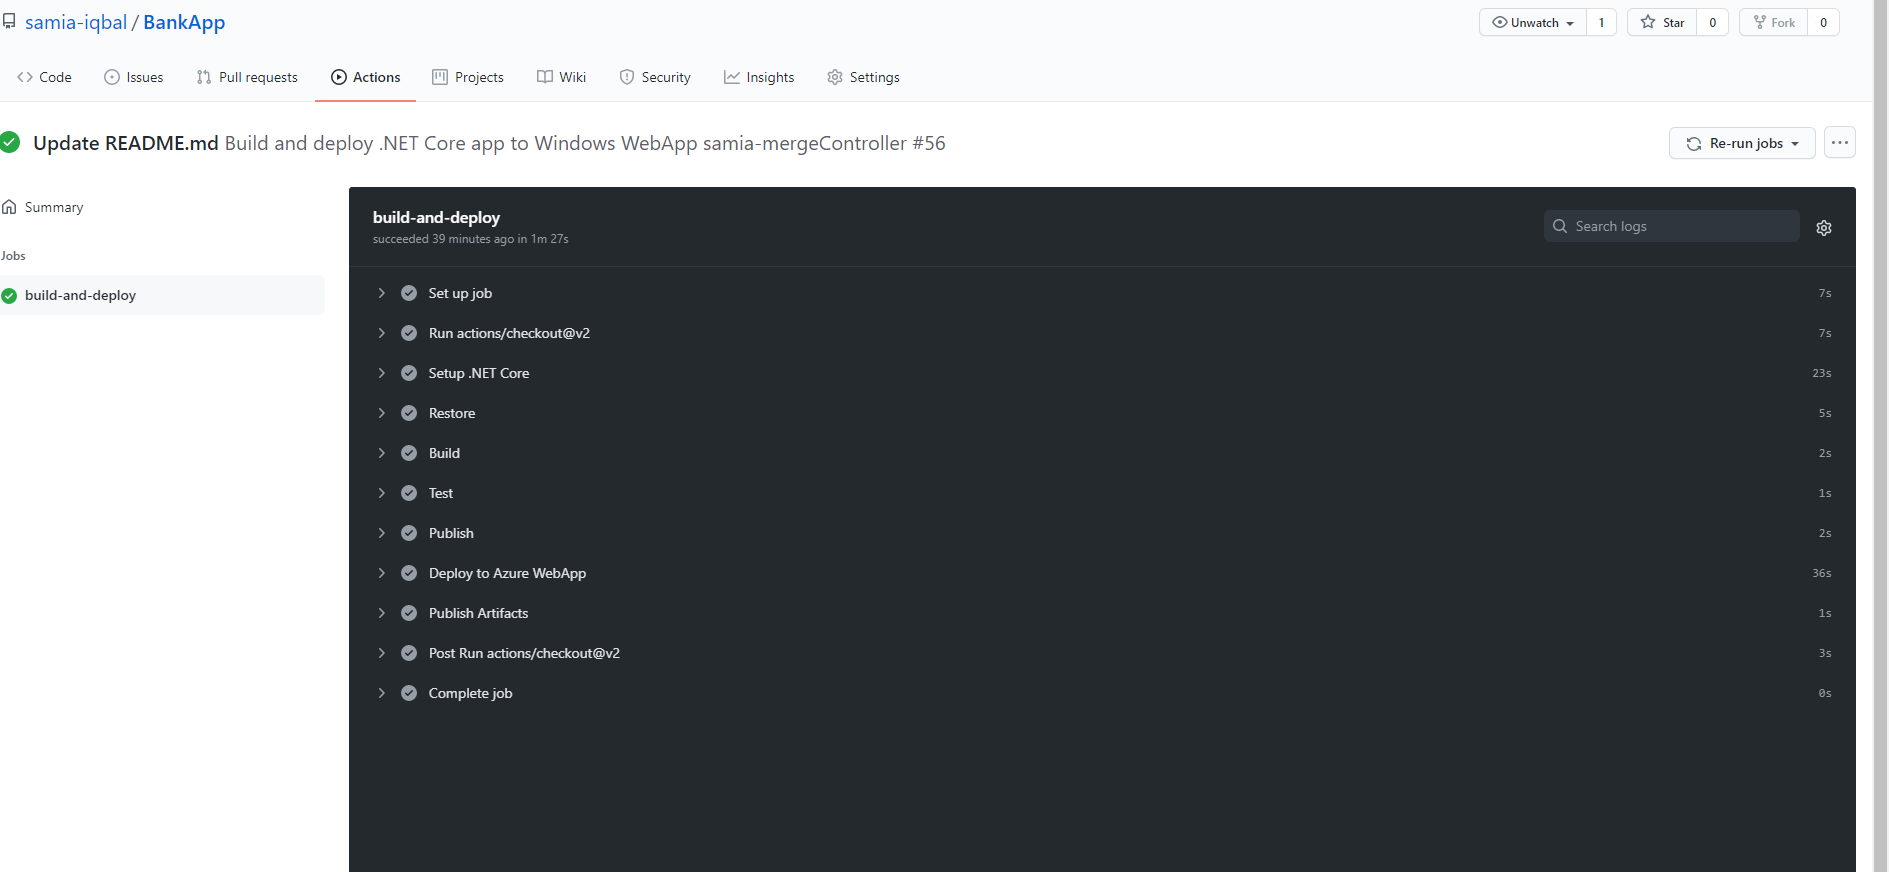 samia-iqbal / BankApp
Unwatch 1 Star 0 Fork 0
Code Issues Pull requests Actions Projects Wiki Security Insights Settings
Update README.md Build and deploy .NET Core app to Windows WebApp samia-mergeController #56
Re-run jobs ...
Summary
Jobs
build-and-deploy
build-and-deploy
succeeded 39 minutes ago in 1m 27s
Search logs
Set up job 7s
Run actions/checkout@v2 7s
Setup .NET Core 23s
Restore 5s
Build 2s
Test 1s
Publish 2s
Deploy to Azure WebApp 36s
Publish Artifacts 1s
Post Run actions/checkout@v2 3s
Complete job 0s